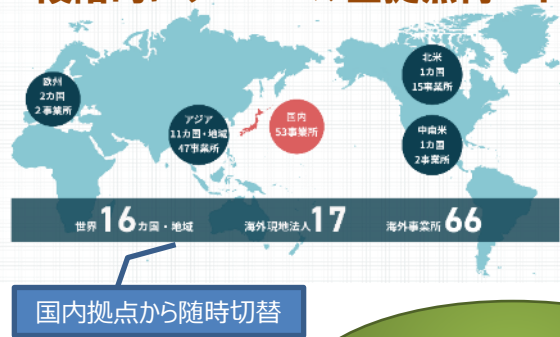 欧州
2カ国
2事業所
アジア
11カ国・地域
47事業所
国内
53事業所
北米
1カ国
15事業所
中南米
1カ国
2事業所
世界16カ国・地域
海外現地法人17
海外事業所66
国内拠点から随時切替